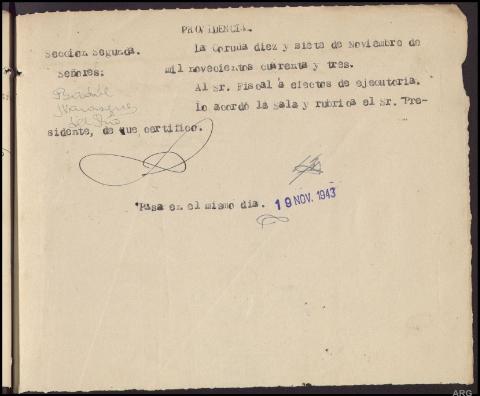 PROVIDENCIA.
Seccion Segunda. La Coruña diez y siete de Noviembre de
Señores: mil novecientos cuarenta y tres.
Al Sr. Fiscal á efectos de ejecutoria.
Lo acordó la Sala y rubrica el Sr. Pre-
sidente, de que certifico.
Pasa en el mismo dia. 19 NOV. 1943
ARG